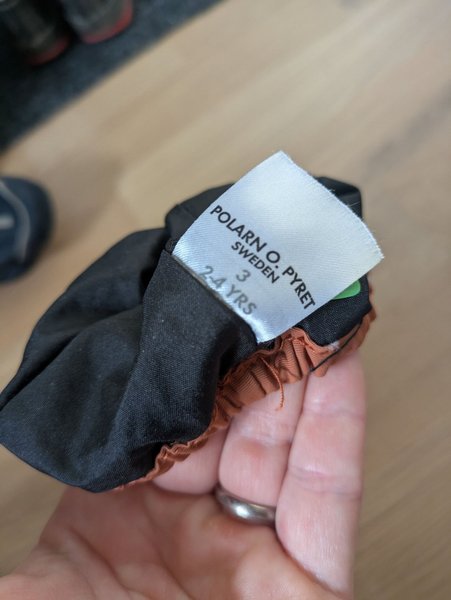 POLARN O. PYRET
SWEDEN
3
2-4 YRS